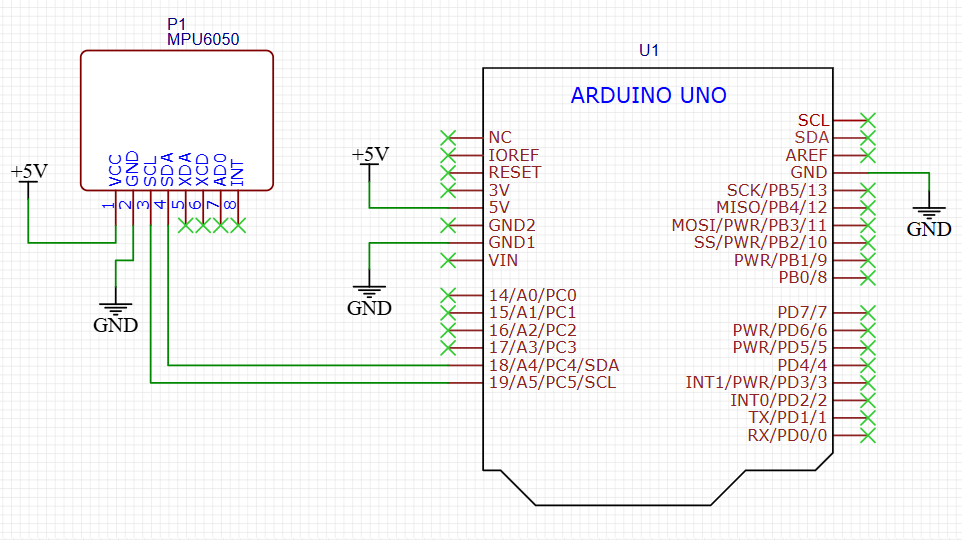 P1
MPU6050
VCC
GND
SCL
SDA
XDA
XCD
AD0
INT
1
2
3
4
5
6
7
8
+5V
GND
+5V
GND
U1
ARDUINO UNO
NC
IOREF
RESET
3V
5V
GND2
GND1
VIN
14/A0/PC0
15/A1/PC1
16/A2/PC2
17/A3/PC3
18/A4/PC4/SDA
19/A5/PC5/SCL
SCL
SDA
AREF
GND
SCK/PB5/13
MISO/PB4/12
MOSI/PWR/PB3/11
SS/PWR/PB2/10
PWR/PB1/9
PB0/8
PD7/7
PWR/PD6/6
PWR/PD5/5
PD4/4
INT1/PWR/PD3/3
INT0/PD2/2
TX/PD1/1
RX/PD0/0
GND